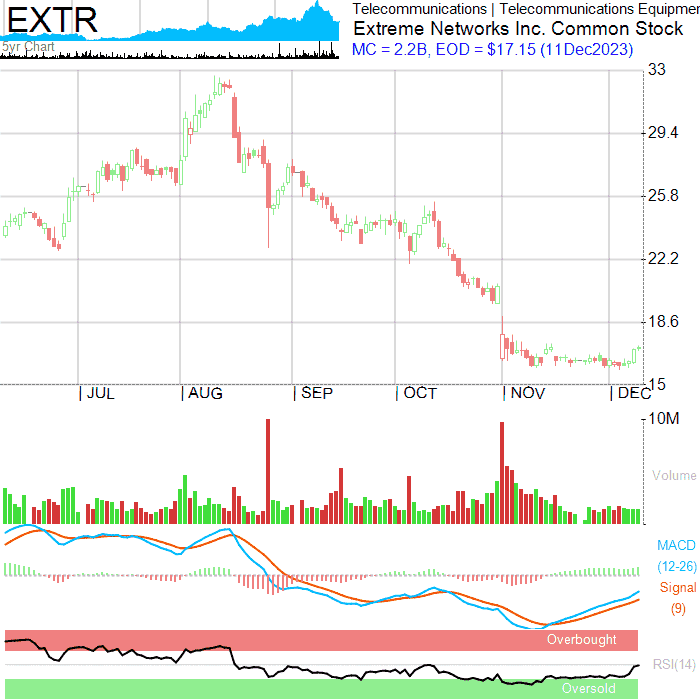 EXTR
Telecommunications | Telecommunications Equipmen
Extreme Networks Inc. Common Stock
5yr Chart
MC = 2.2B, EOD = $17.15 (11Dec2023)
33
29.4
25.8
22.2
18.6
15
| JUL | AUG | SEP | OCT | NOV | DEC
10M
Volume
MACD
(12-26)
Signal
(9)
Overbought
RSI(14)
Oversold